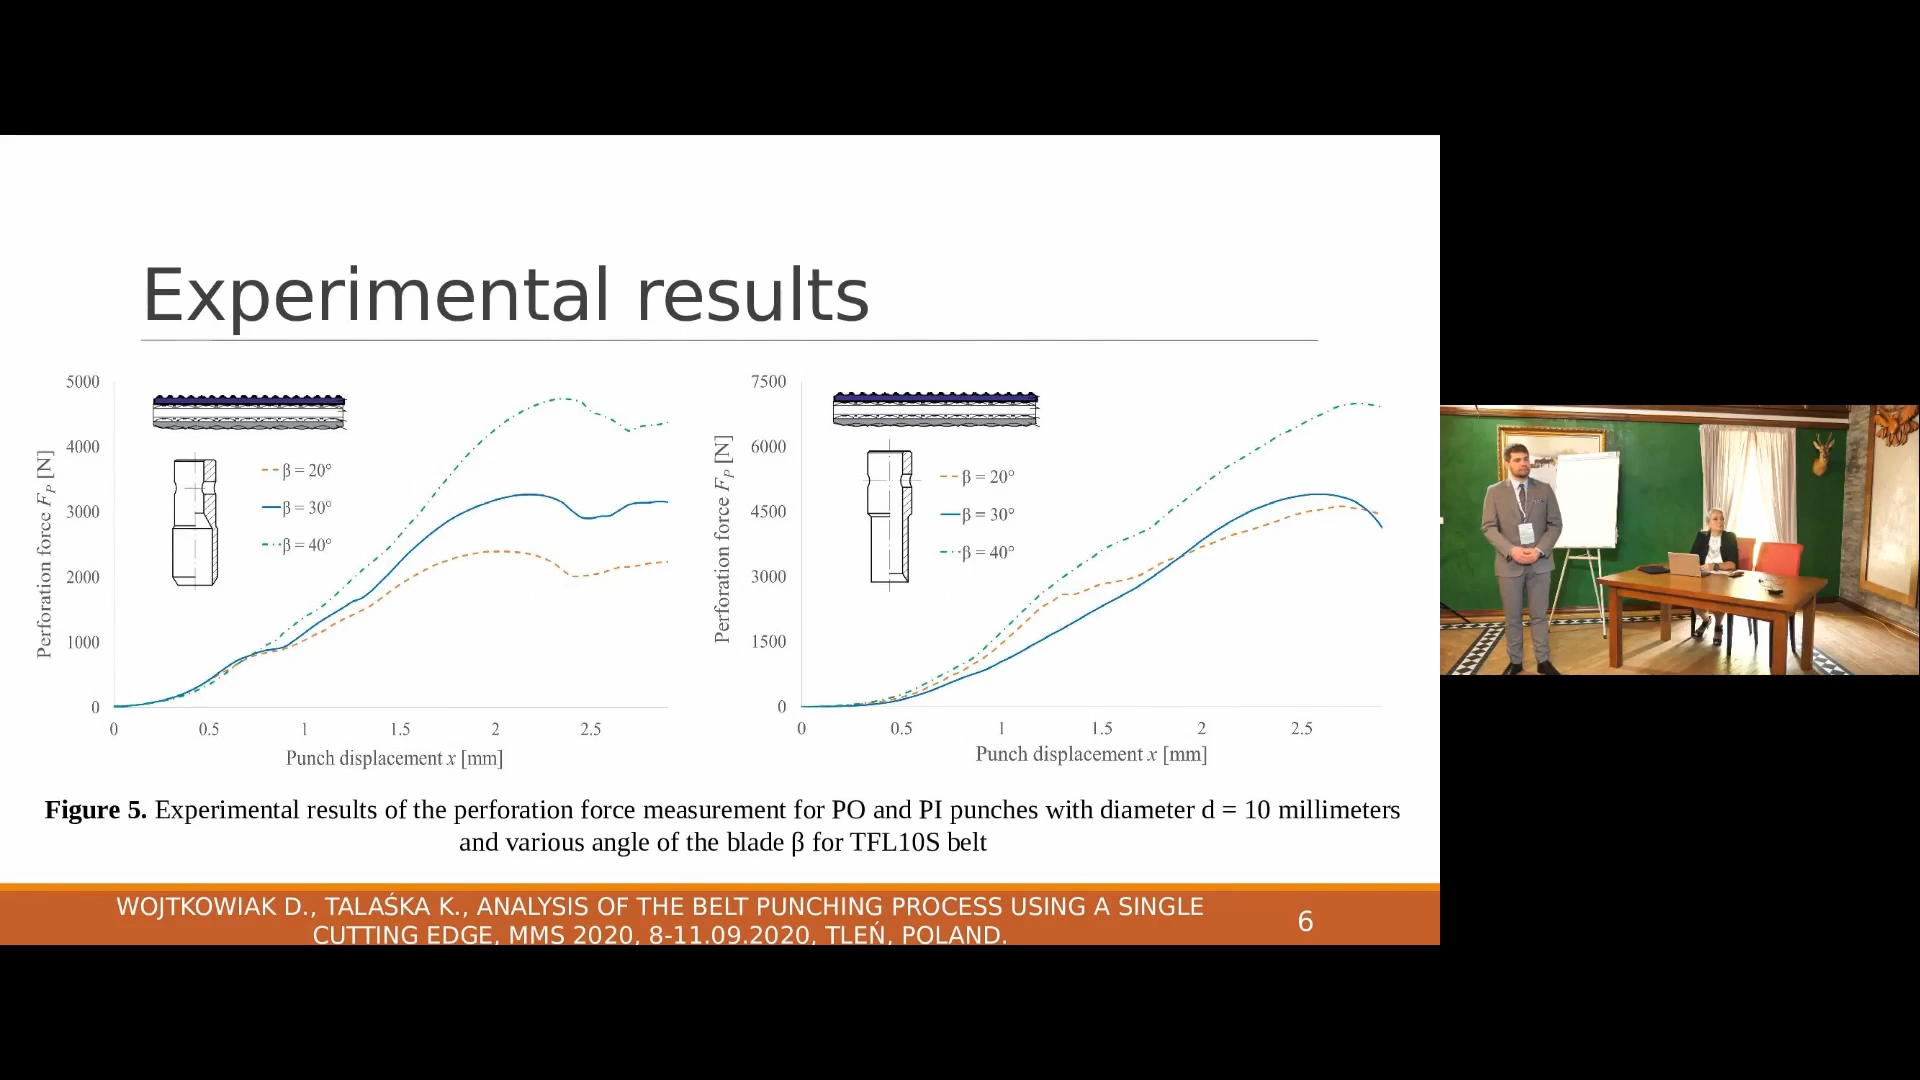 Experimental results
5000
4000
3000
2000
1000
0
Perforation force F_P [N]
β = 20°
β = 30°
β = 40°
0 0.5 1 1.5 2 2.5
Punch displacement x [mm]
7500
6000
4500
3000
1500
0
Perforation force F_P [N]
β = 20°
β = 30°
β = 40°
0 0.5 1 1.5 2 2.5
Punch displacement x [mm]
Figure 5. Experimental results of the perforation force measurement for PO and PI punches with diameter d = 10 millimeters
and various angle of the blade β for TFL10S belt
WOJTKOWIAK D., TALAŚKA K., ANALYSIS OF THE BELT PUNCHING PROCESS USING A SINGLE
CUTTING EDGE, MMS 2020, 8-11.09.2020, TLEŃ, POLAND.
6